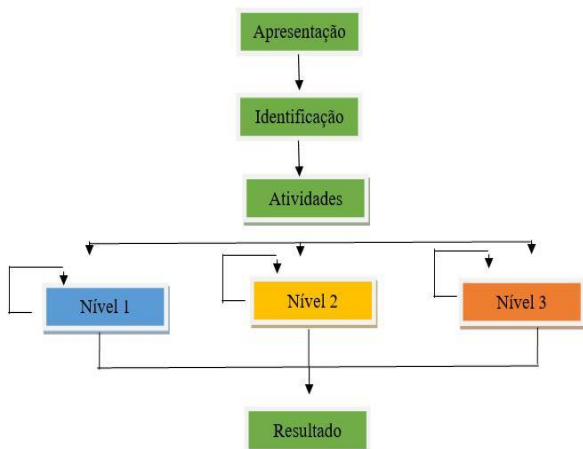 Apresentação
Identificação
Atividades
Nível 1
Nível 2
Nível 3
Resultado